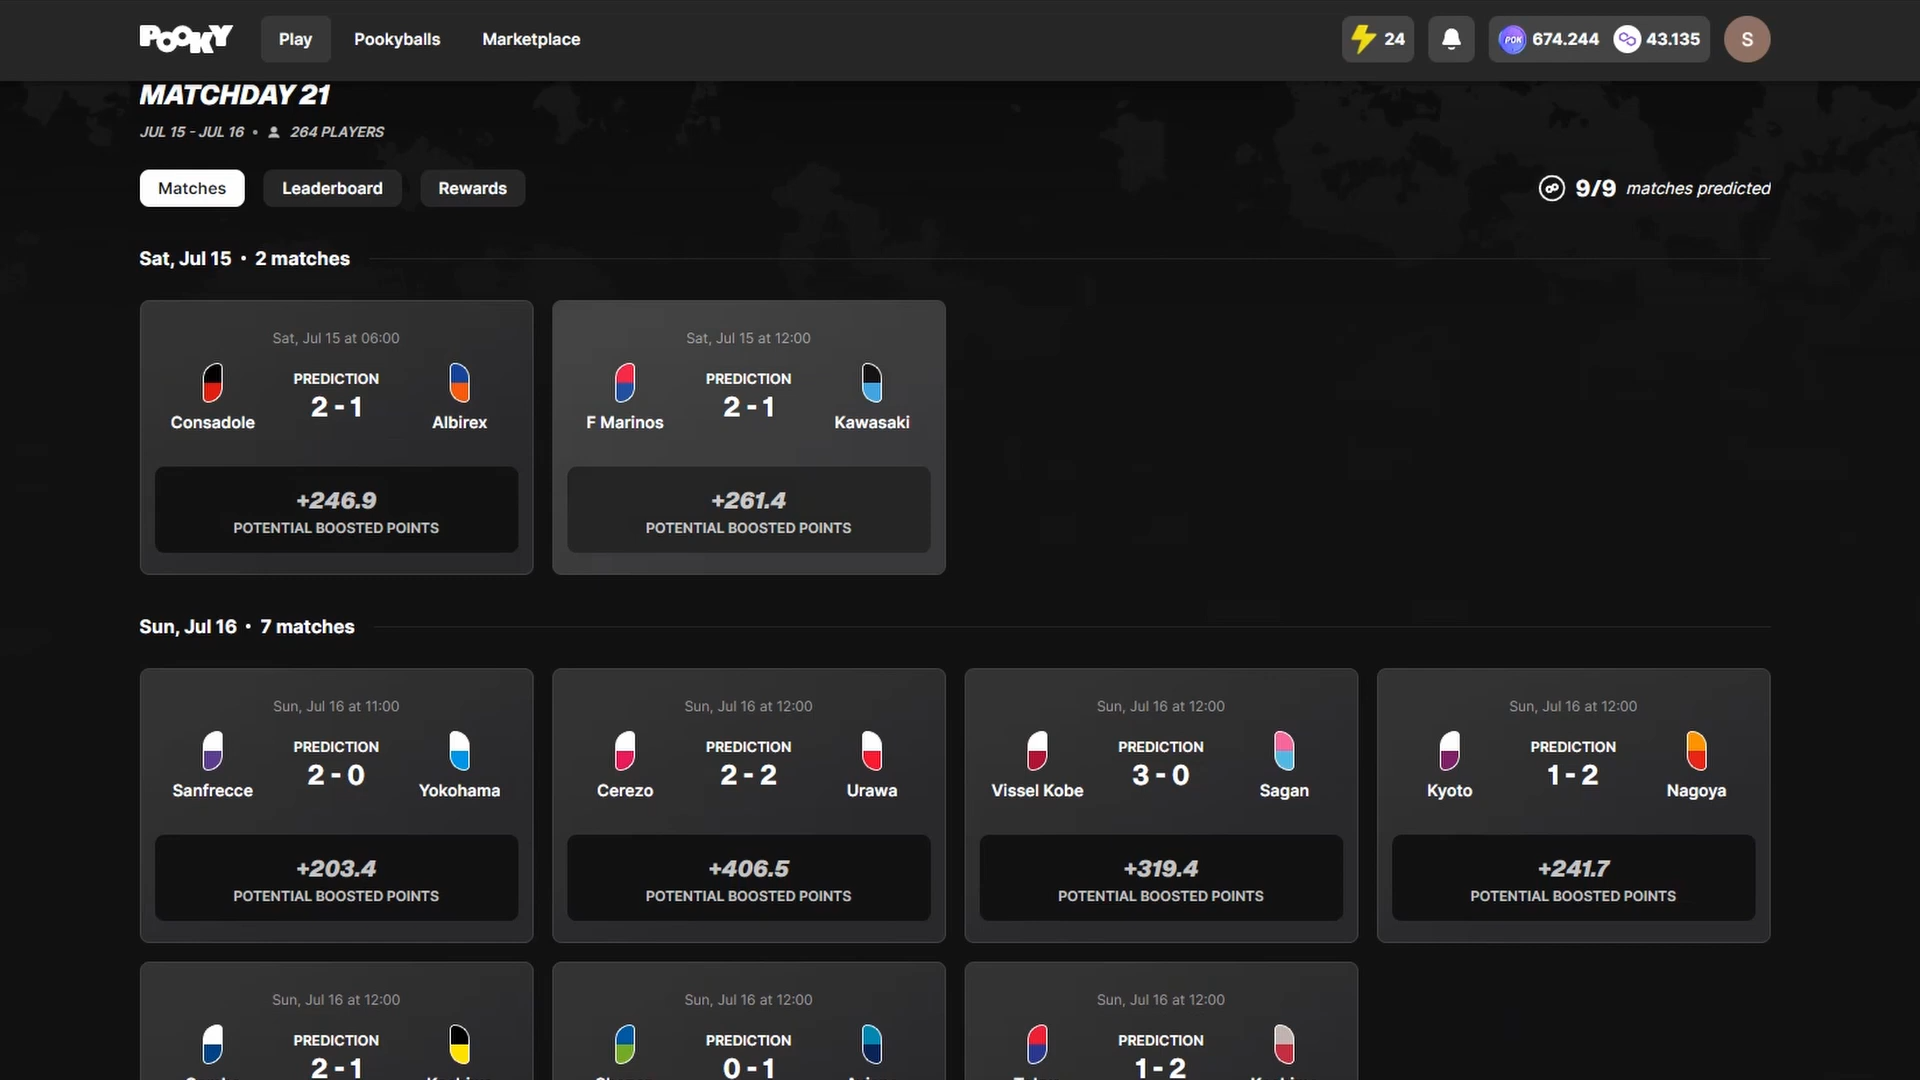 POOKY
Play
Pookyballs
Marketplace
24
POK
674.244
43.135
S
MATCHDAY 21
JUL 15 - JUL 16 • 264 PLAYERS
Matches
Leaderboard
Rewards
9/9 matches predicted
Sat, Jul 15 • 2 matches
Sat, Jul 15 at 06:00
PREDICTION
2 - 1
Consadole
Albirex
+246.9
POTENTIAL BOOSTED POINTS
Sat, Jul 15 at 12:00
PREDICTION
2 - 1
F Marinos
Kawasaki
+261.4
POTENTIAL BOOSTED POINTS
Sun, Jul 16 • 7 matches
Sun, Jul 16 at 11:00
PREDICTION
2 - 0
Sanfrecce
Yokohama
+203.4
POTENTIAL BOOSTED POINTS
Sun, Jul 16 at 12:00
PREDICTION
2 - 2
Cerezo
Urawa
+406.5
POTENTIAL BOOSTED POINTS
Sun, Jul 16 at 12:00
PREDICTION
3 - 0
Vissel Kobe
Sagan
+319.4
POTENTIAL BOOSTED POINTS
Sun, Jul 16 at 12:00
PREDICTION
1 - 2
Kyoto
Nagoya
+241.7
POTENTIAL BOOSTED POINTS
Sun, Jul 16 at 12:00
PREDICTION
2 - 1
Sun, Jul 16 at 12:00
PREDICTION
0 - 1
Sun, Jul 16 at 12:00
PREDICTION
1 - 2